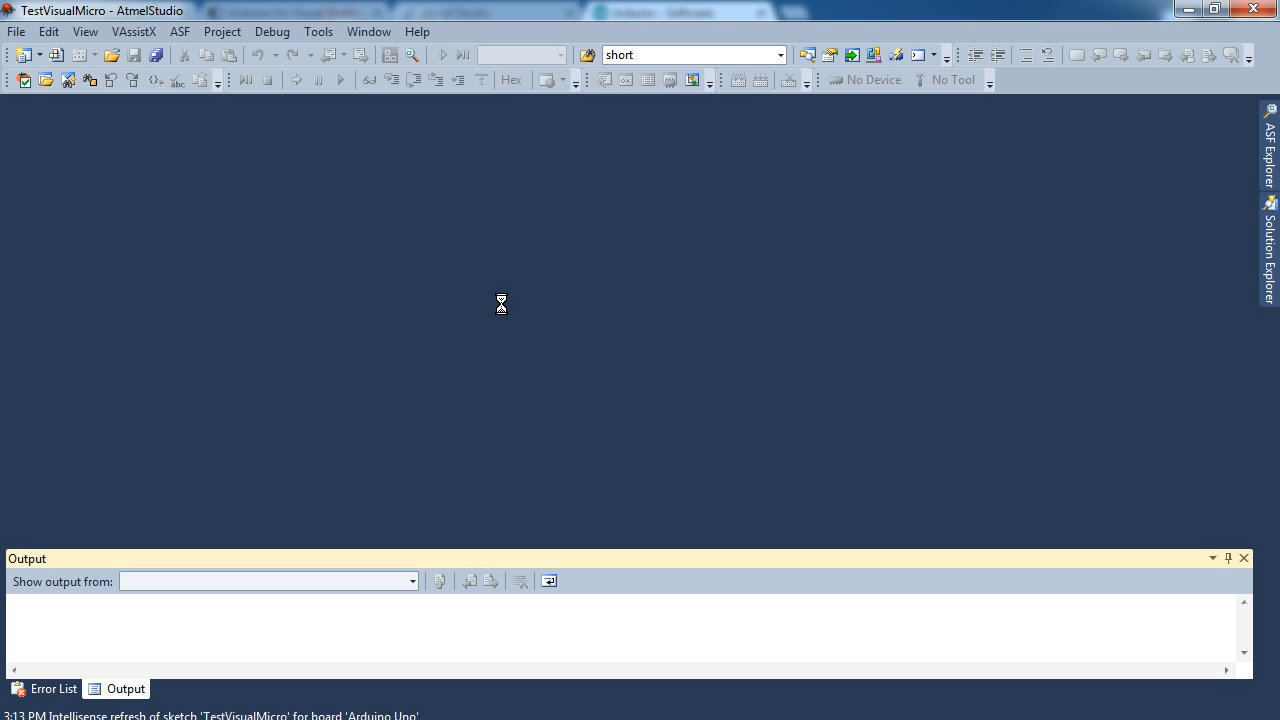 TestVisualMicro - AtmelStudio
File Edit View VAssistX ASF Project Debug Tools Window Help
short
Hex No Device No Tool
ASF Explorer
Solution Explorer
Output
Show output from:
Error List Output
3:13 PM Intellisense refresh of sketch 'TestVisualMicro' for board 'Arduino Uno'